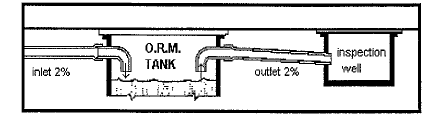 O.R.M.
TANK
inlet 2%
outlet 2%
inspection
well